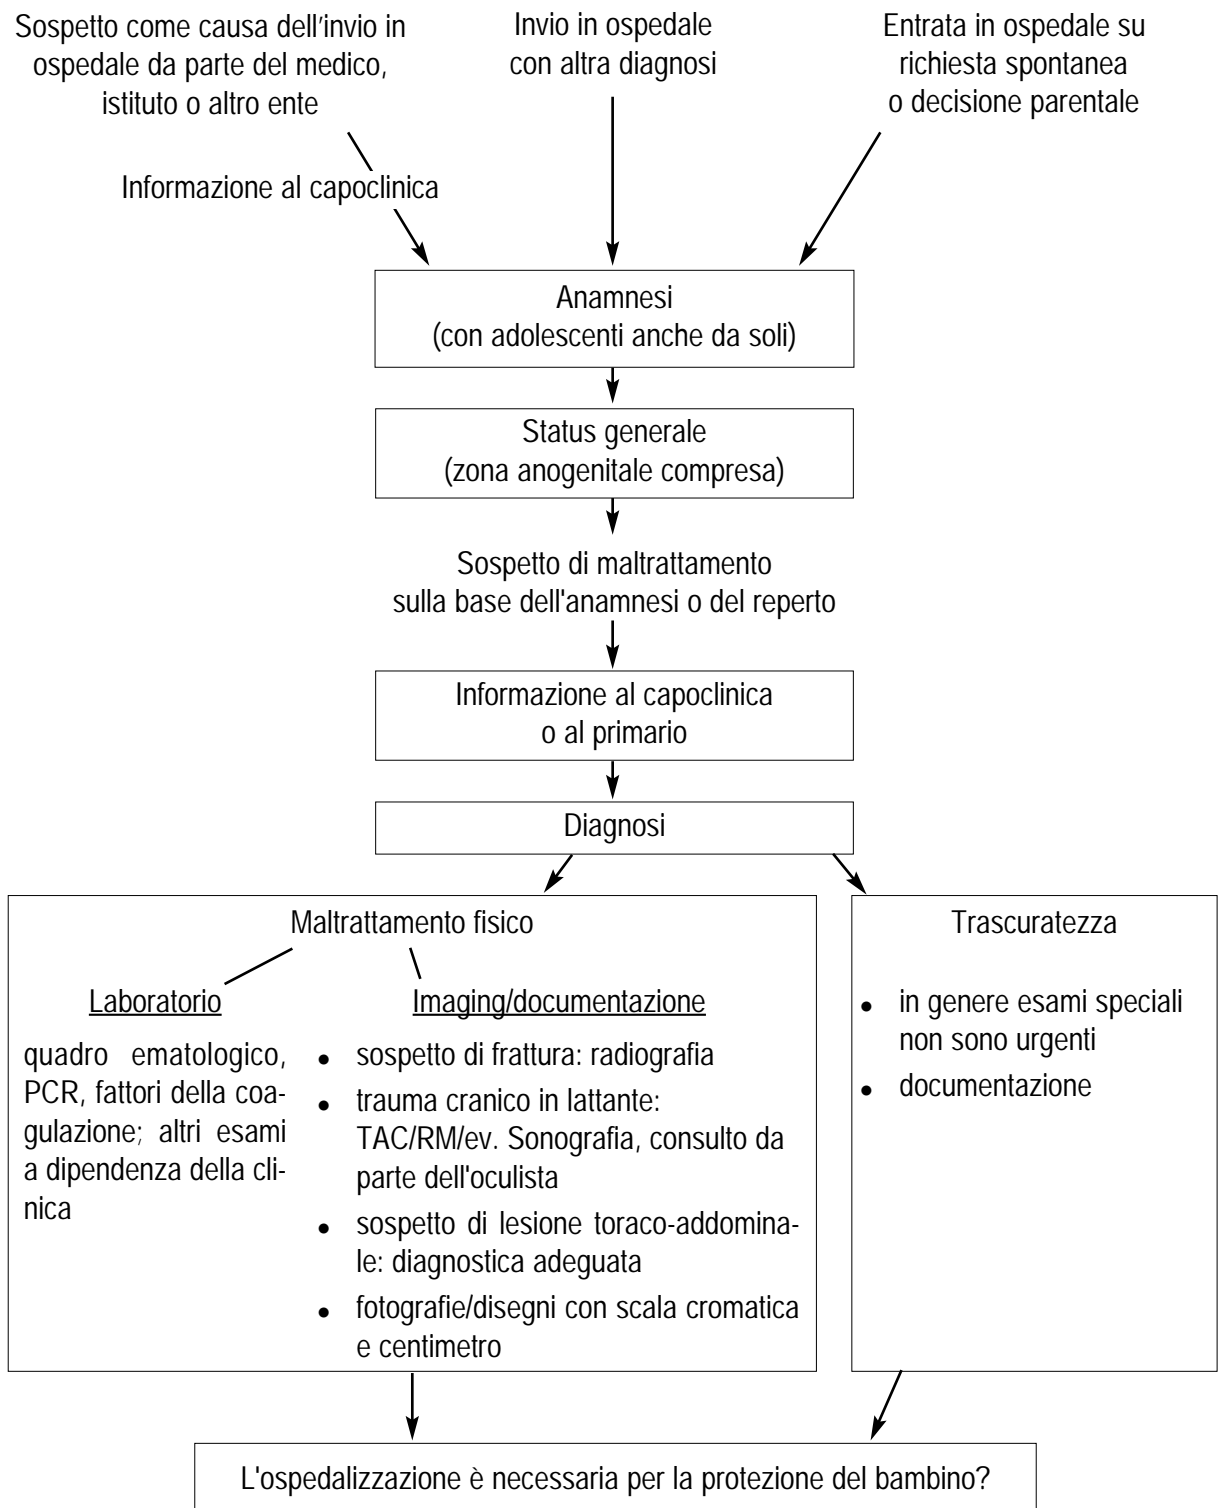 Sospetto come causa dell'invio in
ospedale da parte del medico,
istituto o altro ente
Invio in ospedale
con altra diagnosi
Entrata in ospedale su
richiesta spontanea
o decisione parentale
Informazione al capoclinica
Anamnesi
(con adolescenti anche da soli)
Status generale
(zona anogenitale compresa)
Sospetto di maltrattamento
sulla base dell'anamnesi o del reperto
Informazione al capoclinica
o al primario
Diagnosi
Maltrattamento fisico
Laboratorio
quadro ematologico,
PCR, fattori della coa-
gulazione; altri esami
a dipendenza della cli-
nica
Imaging/documentazione
• sospetto di frattura: radiografia
• trauma cranico in lattante:
TAC/RM/ev. Sonografia, consulto da
parte dell'oculista
• sospetto di lesione toraco-addomina-
le: diagnostica adeguata
• fotografie/disegni con scala cromatica
e centimetro
Trascuratezza
• in genere esami speciali
non sono urgenti
• documentazione
L'ospedalizzazione è necessaria per la protezione del bambino?